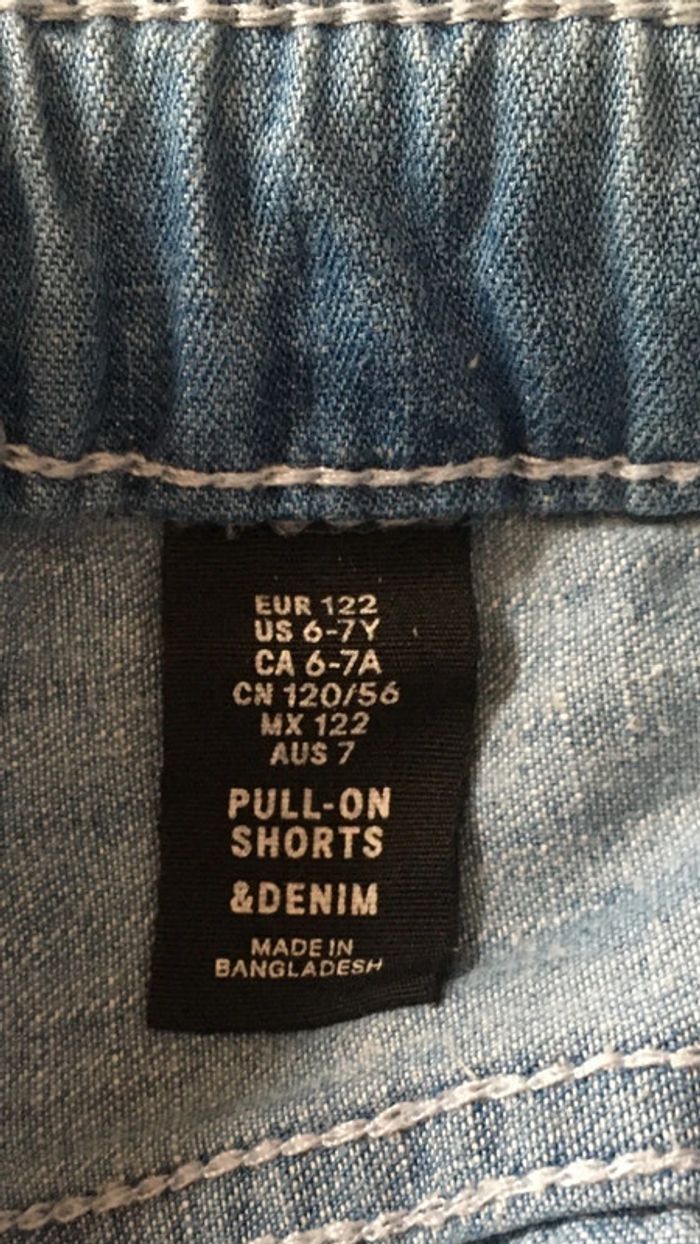 EUR 122
US 6-7Y
CA 6-7A
CN 120/56
MX 122
AUS 7
PULL-ON
SHORTS
&DENIM
MADE IN
BANGLADESH